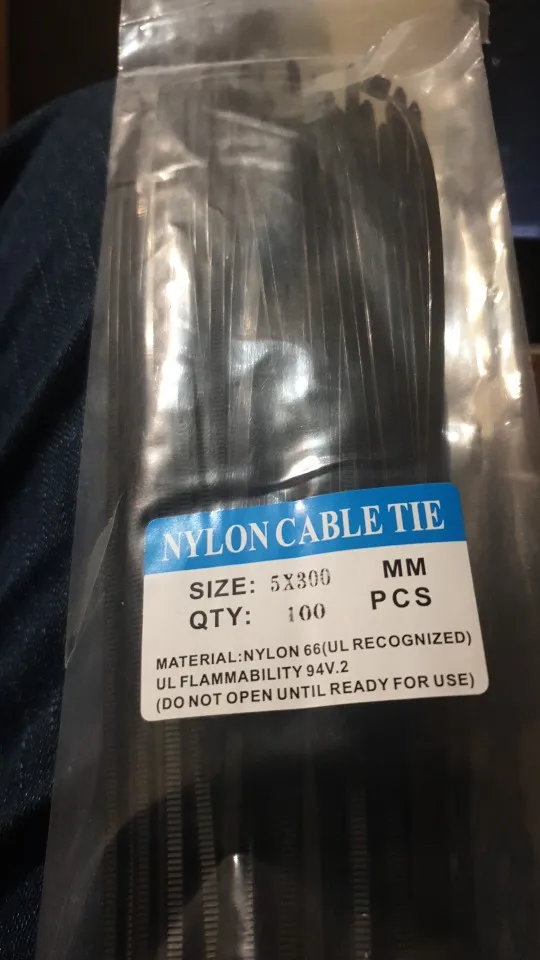 NYLON CABLE TIE
SIZE: 5X300 MM
QTY: 100 PCS
MATERIAL:NYLON 66(UL RECOGNIZED)
UL FLAMMABILITY 94V.2
(DO NOT OPEN UNTIL READY FOR USE)